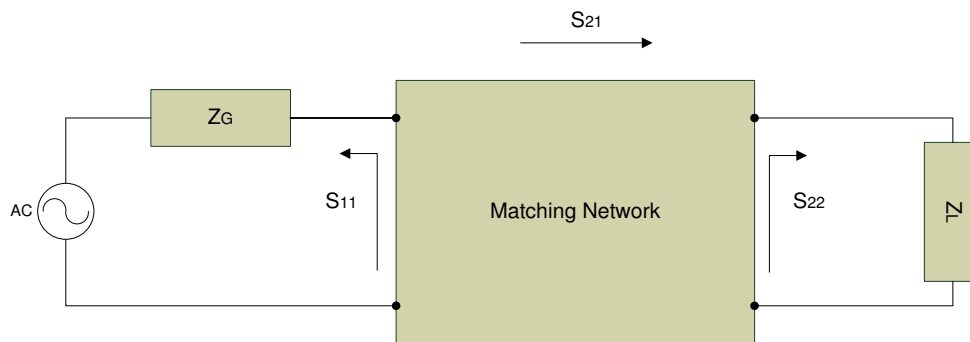 S21
ZG
S11
AC
Matching Network
S22
ZL